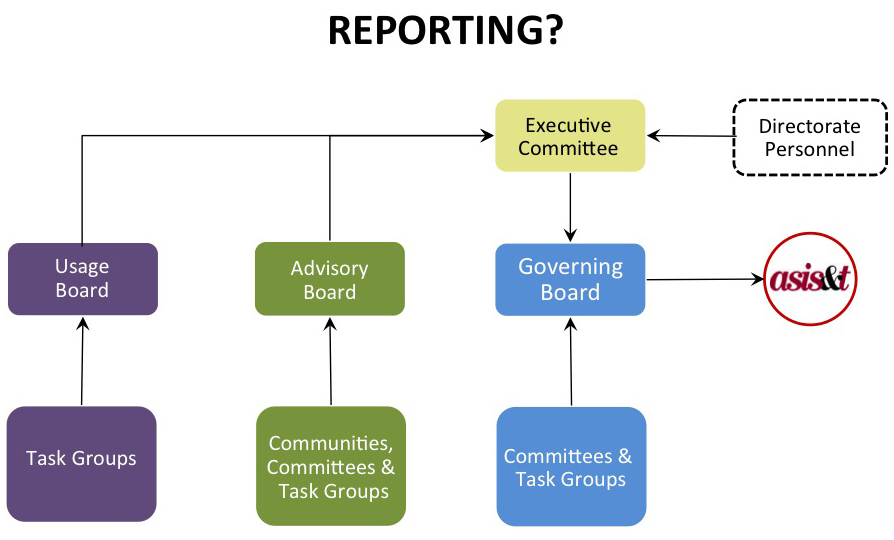 REPORTING?
Executive
Committee
Directorate
Personnel
Usage
Board
Advisory
Board
Governing
Board
asis&t
Task Groups
Communities,
Committees &
Task Groups
Committees &
Task Groups